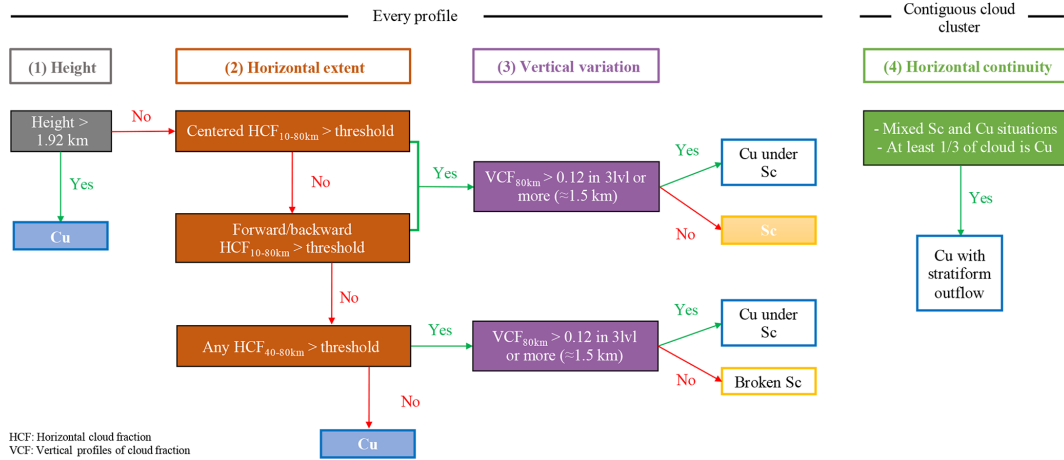 Every profile
Contiguous cloud
cluster
(1) Height
(2) Horizontal extent
(3) Vertical variation
(4) Horizontal continuity
Height >
1.92 km
No
Centered HCF10-80km > threshold
- Mixed Sc and Cu situations
- At least 1/3 of cloud is Cu
Yes
Cu
No
Yes
VCF80km > 0.12 in 3lvl or
more (≈1.5 km)
Yes
Cu under
Sc
No
Sc
Yes
Forward/backward
HCF10-80km > threshold
Cu with
stratiform
outflow
No
Any HCF40-80km > threshold
Yes
VCF80km > 0.12 in 3lvl
or more (≈1.5 km)
Yes
Cu under
Sc
No
Broken Sc
No
Cu
HCF: Horizontal cloud fraction
VCF: Vertical profiles of cloud fraction